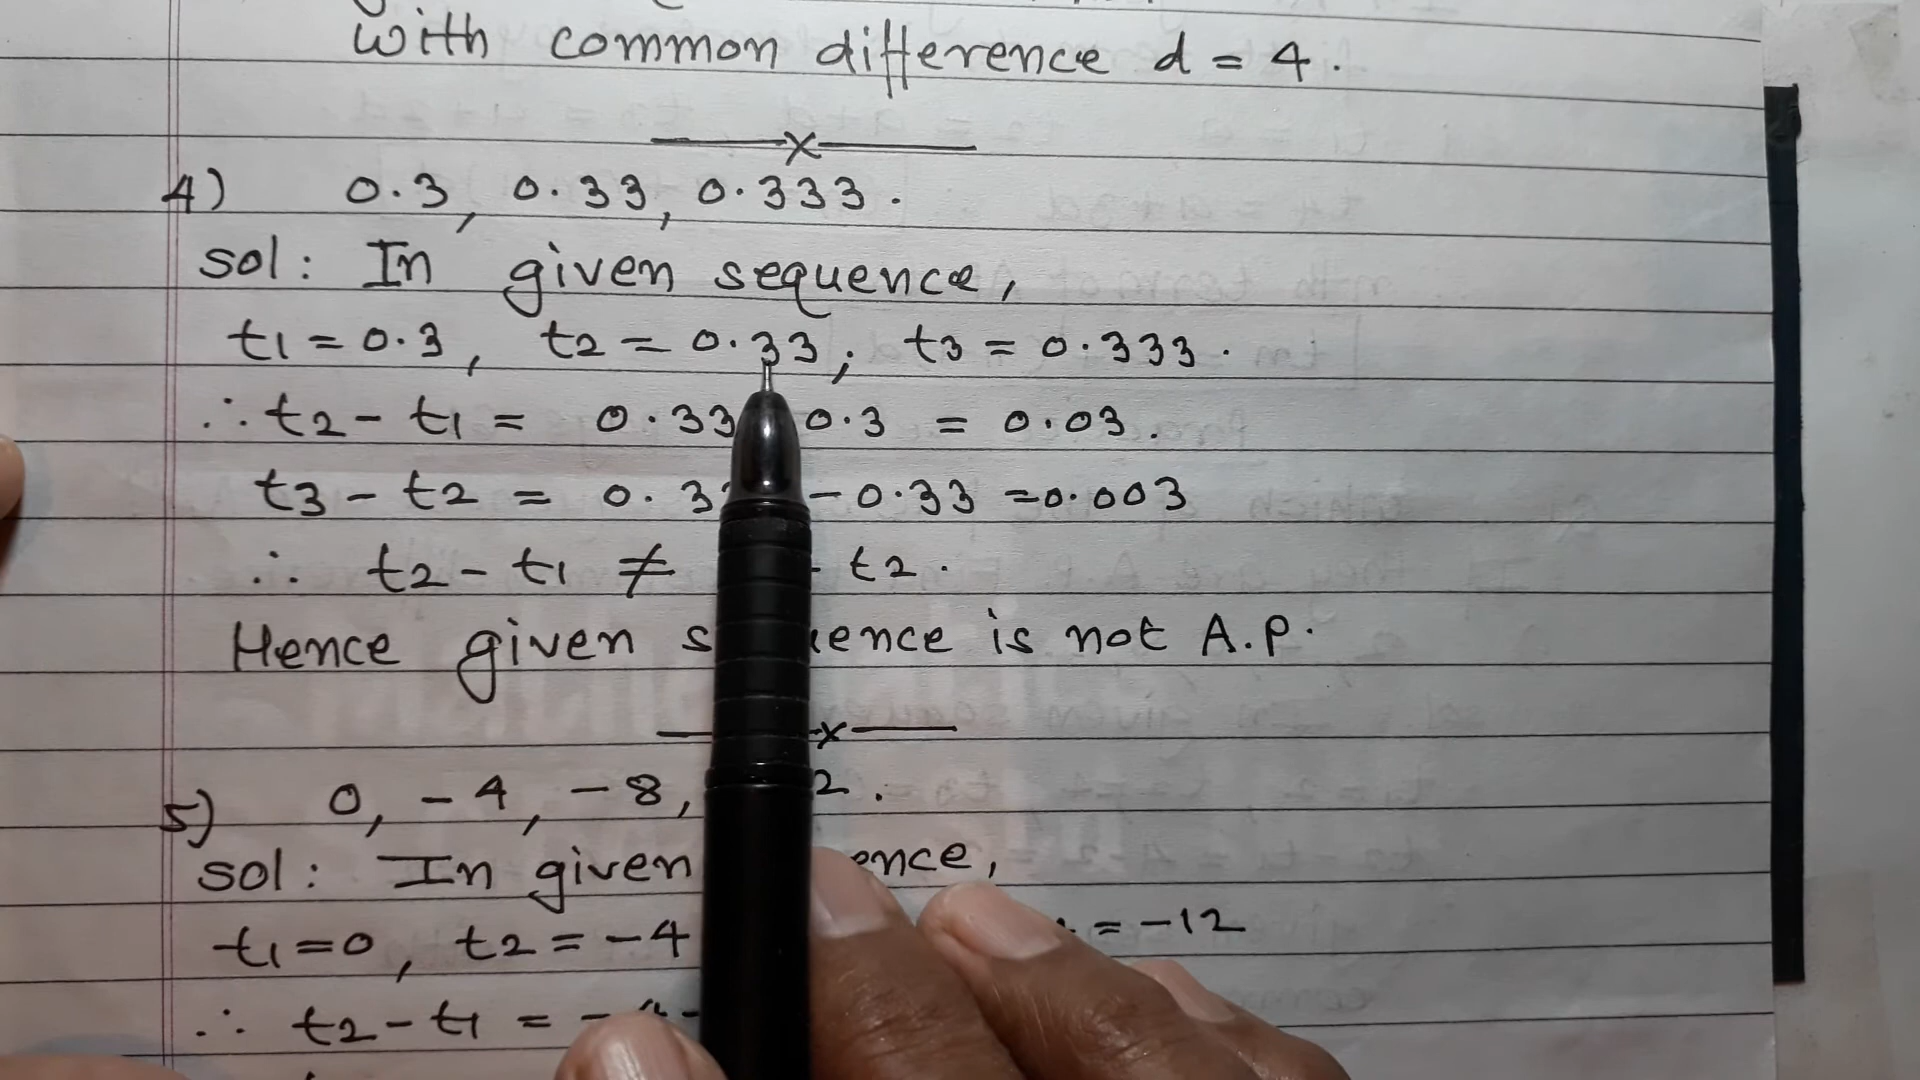 with common difference d = 4.
4) 0.3, 0.33, 0.333.
sol: In given sequence,
t1 = 0.3, t2 = 0.33, t3 = 0.333.
∴ t2 - t1 = 0.33 0.3 = 0.03.
t3 - t2 = 0.3 - 0.33 = 0.003
∴ t2 - t1 ≠ - t2.
Hence given is not A.P.
5) 0, -4, -8, 2.
sol: In given
t1 = 0, t2 = -4 = -12
∴ t2 - t1 =